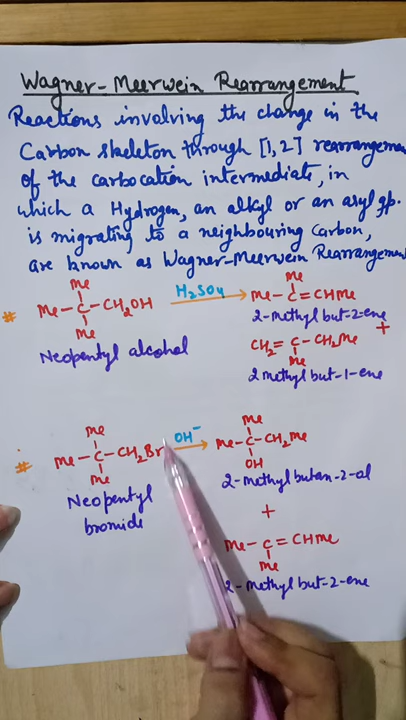 Wagner-Meerwein Rearrangement
Reactions involving the change in the
Carbon skeleton through [1,2] rearrangemen
of the carbocation intermediate, in
which a Hydrogen, an alkyl or an aryl gp.
is migrating to a neighbouring Carbon,
are known as Wagner-Meerwein Rearrangement
Me
* Me-C-CH2OH H2SO4 Me-C=CHMe
Me
Me
Neopentyl alcohol
2-methyl but-2-ene
+
CH2=C-CH2Me
Me
2 methyl but-1-ene
Me
* Me-C-CH2Br OH- Me-C-CH2Me
Me
Me
OH
Neopentyl
bromide
2-methyl butan-2-ol
+
Me-C=CHMe
Me
2-methyl but-2-ene